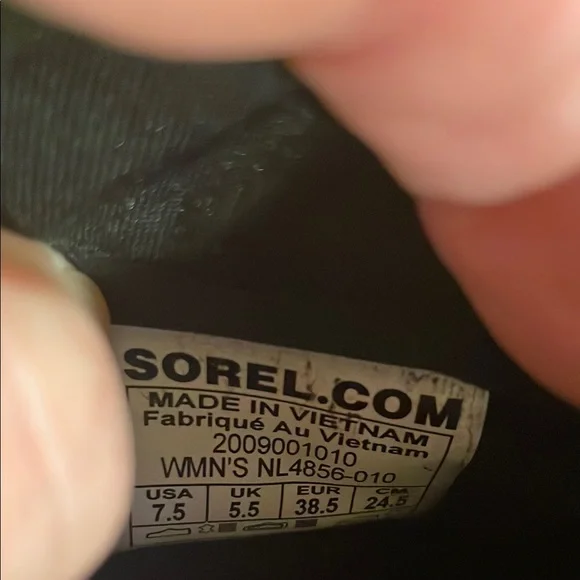 SOREL.COM
MADE IN VIETNAM
Fabriqué Au Vietnam
2009001010
WMN'S NL4856-010
USA UK EUR CM
7.5 5.5 38.5 24.5